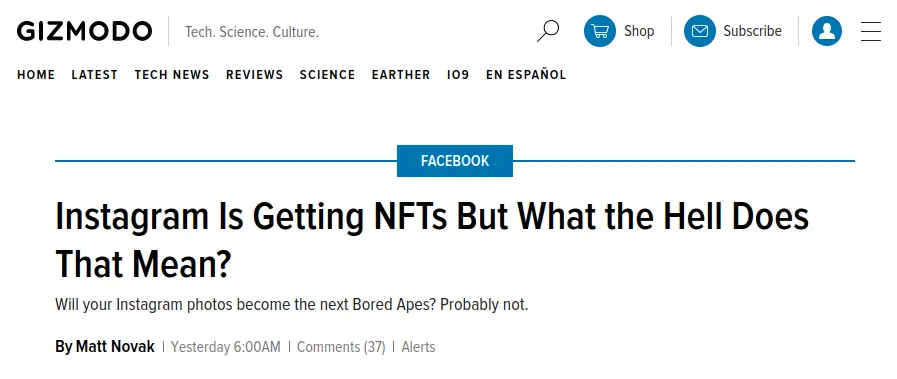 GIZMODO
Tech. Science. Culture.
Shop
Subscribe
HOME LATEST TECH NEWS REVIEWS SCIENCE EARTHER IO9 EN ESPAÑOL
FACEBOOK
Instagram Is Getting NFTs But What the Hell Does
That Mean?
Will your Instagram photos become the next Bored Apes? Probably not.
By Matt Novak | Yesterday 6:00AM | Comments (37) | Alerts